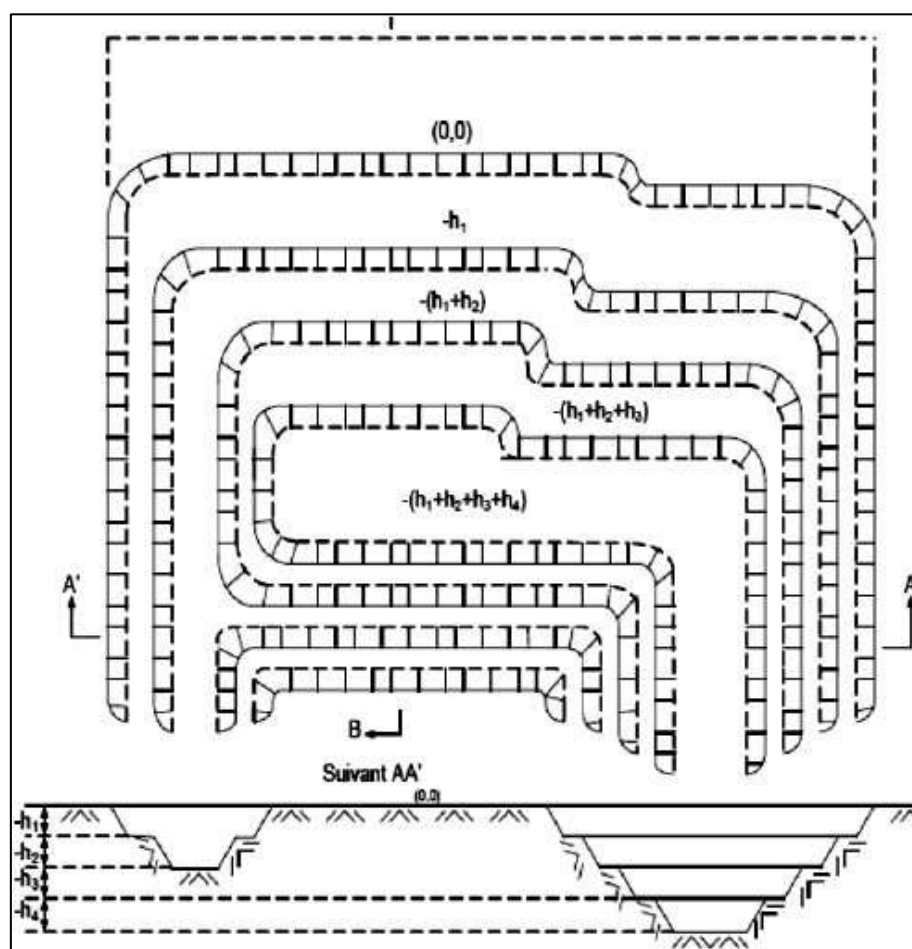 (0,0)
-h₁
-(h₁+h₂)
-(h₁+h₂+h₃)
-(h₁+h₂+h₃+h₄)
A' A
B
Suivant AA'
(0,0)
-h₁
-h₂
-h₃
-h₄